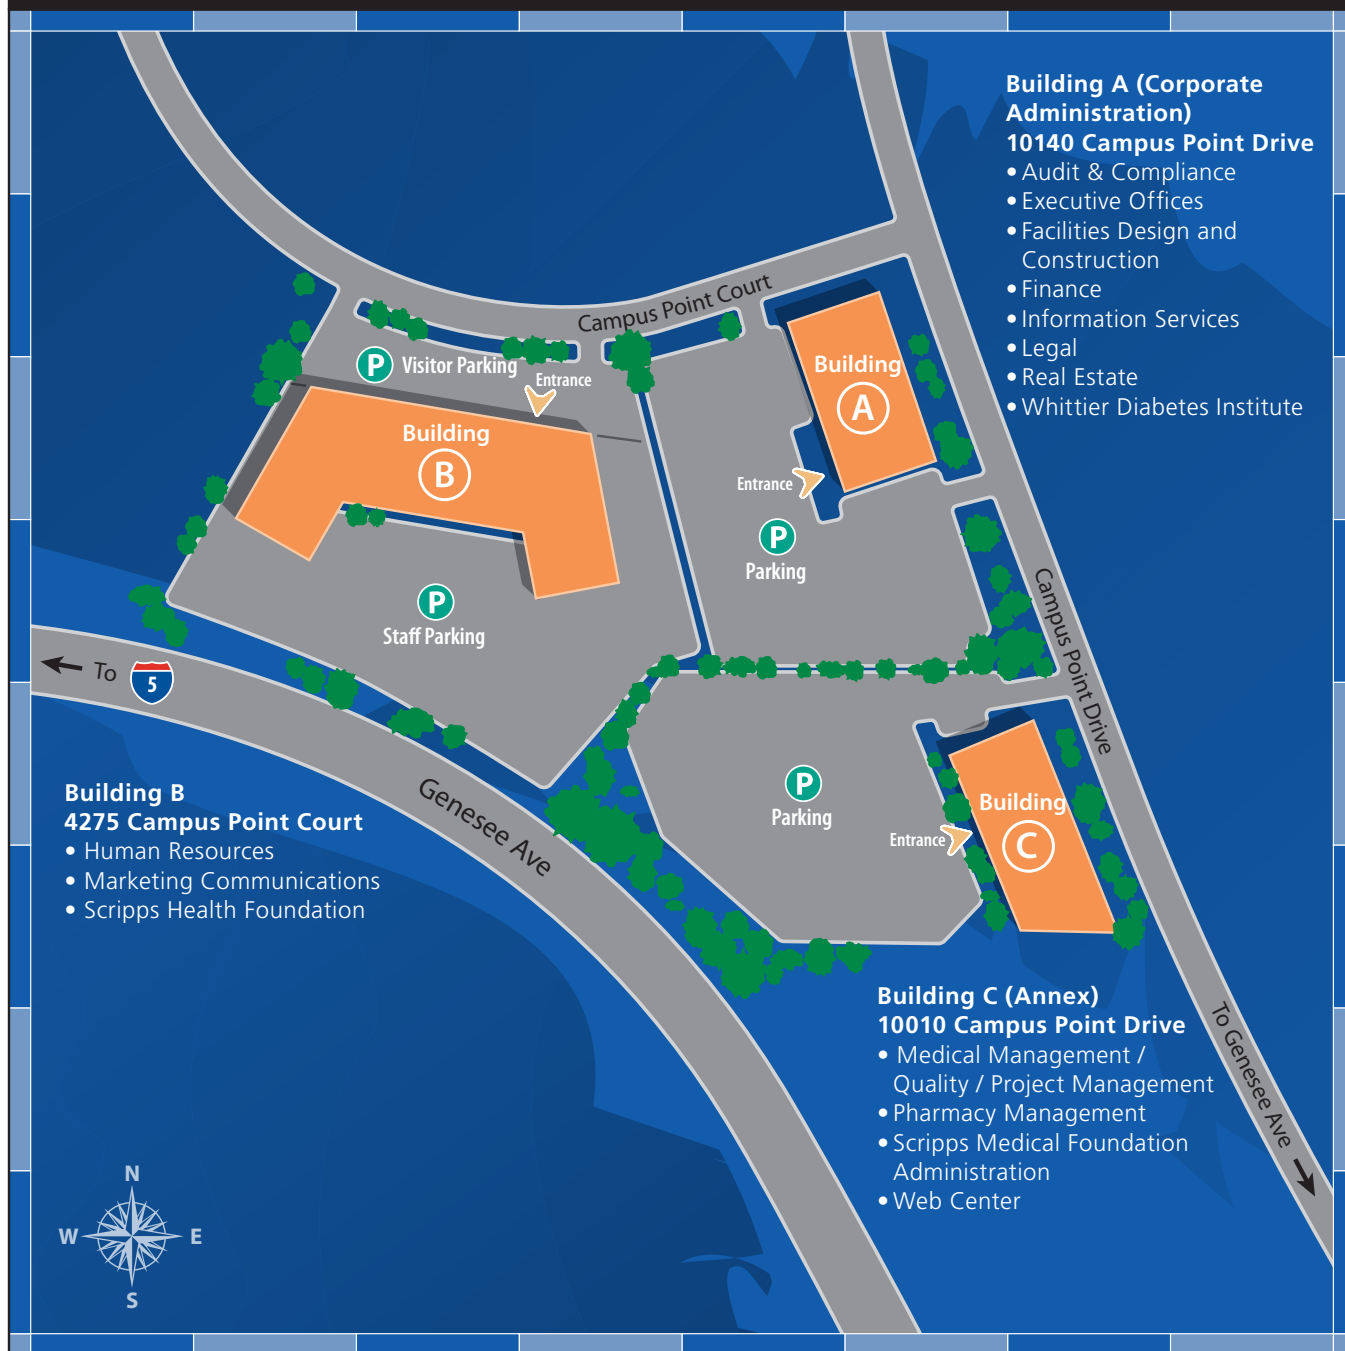 Building A (Corporate
Administration)
10140 Campus Point Drive
• Audit & Compliance
• Executive Offices
• Facilities Design and
Construction
• Finance
• Information Services
• Legal
• Real Estate
• Whittier Diabetes Institute
Campus Point Court
P Visitor Parking
Entrance
Building
B
Building
A
Entrance
P
Parking
P
Staff Parking
Campus Point Drive
To 5
Genesee Ave
P
Parking
Building
C
Entrance
Building B
4275 Campus Point Court
• Human Resources
• Marketing Communications
• Scripps Health Foundation
Building C (Annex)
10010 Campus Point Drive
• Medical Management /
Quality / Project Management
• Pharmacy Management
• Scripps Medical Foundation
Administration
• Web Center
To Genesee Ave
N
W E
S